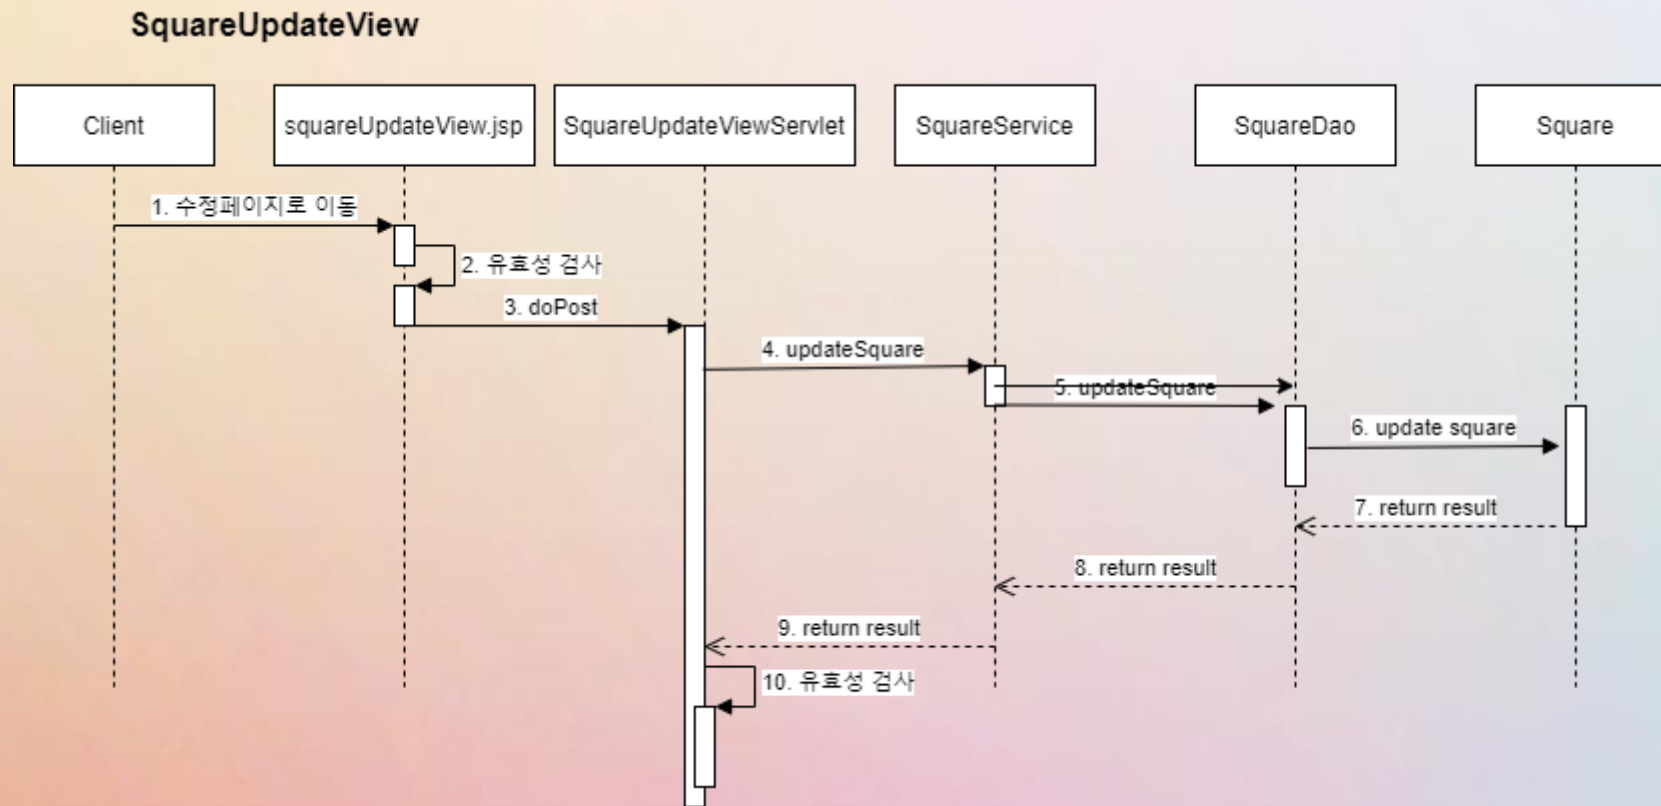 SquareUpdateView
Client
squareUpdateView.jsp
SquareUpdateViewServlet
SquareService
SquareDao
Square
1. 수정페이지로 이동
2. 유효성 검사
3. doPost
4. updateSquare
5. updateSquare
6. update square
7. return result
8. return result
9. return result
10. 유효성 검사